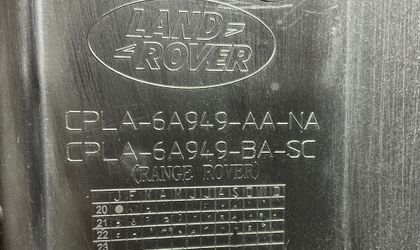 LAND
ROVER
CPLA-6A949-AA-NA
CPLA-6A949-BA-SC
(RANGE ROVER)
J F M A M J J A S O N D
20
21
22
23